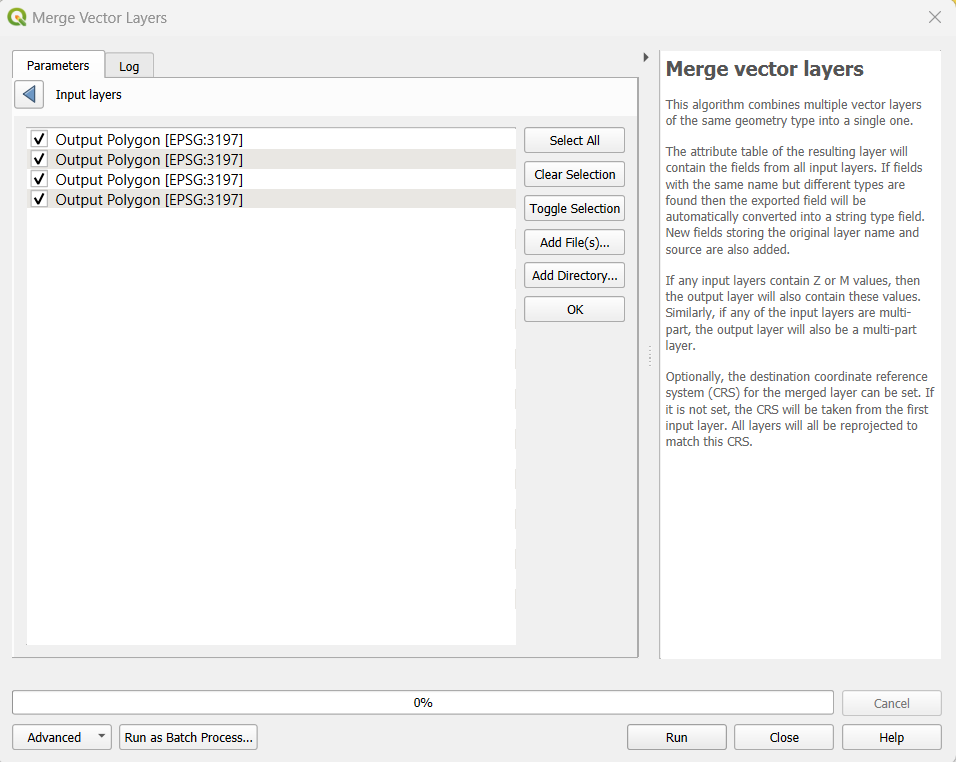 Merge Vector Layers
Parameters
Log
Input layers
Output Polygon [EPSG:3197]
Output Polygon [EPSG:3197]
Output Polygon [EPSG:3197]
Output Polygon [EPSG:3197]
Select All
Clear Selection
Toggle Selection
Add File(s)...
Add Directory...
OK
Merge vector layers
This algorithm combines multiple vector layers
of the same geometry type into a single one.
The attribute table of the resulting layer will
contain the fields from all input layers. If fields
with the same name but different types are
found then the exported field will be
automatically converted into a string type field.
New fields storing the original layer name and
source are also added.
If any input layers contain Z or M values, then
the output layer will also contain these values.
Similarly, if any of the input layers are multi-
part, the output layer will also be a multi-part
layer.
Optionally, the destination coordinate reference
system (CRS) for the merged layer can be set. If
it is not set, the CRS will be taken from the first
input layer. All layers will all be reprojected to
match this CRS.
0%
Cancel
Advanced
Run as Batch Process...
Run
Close
Help